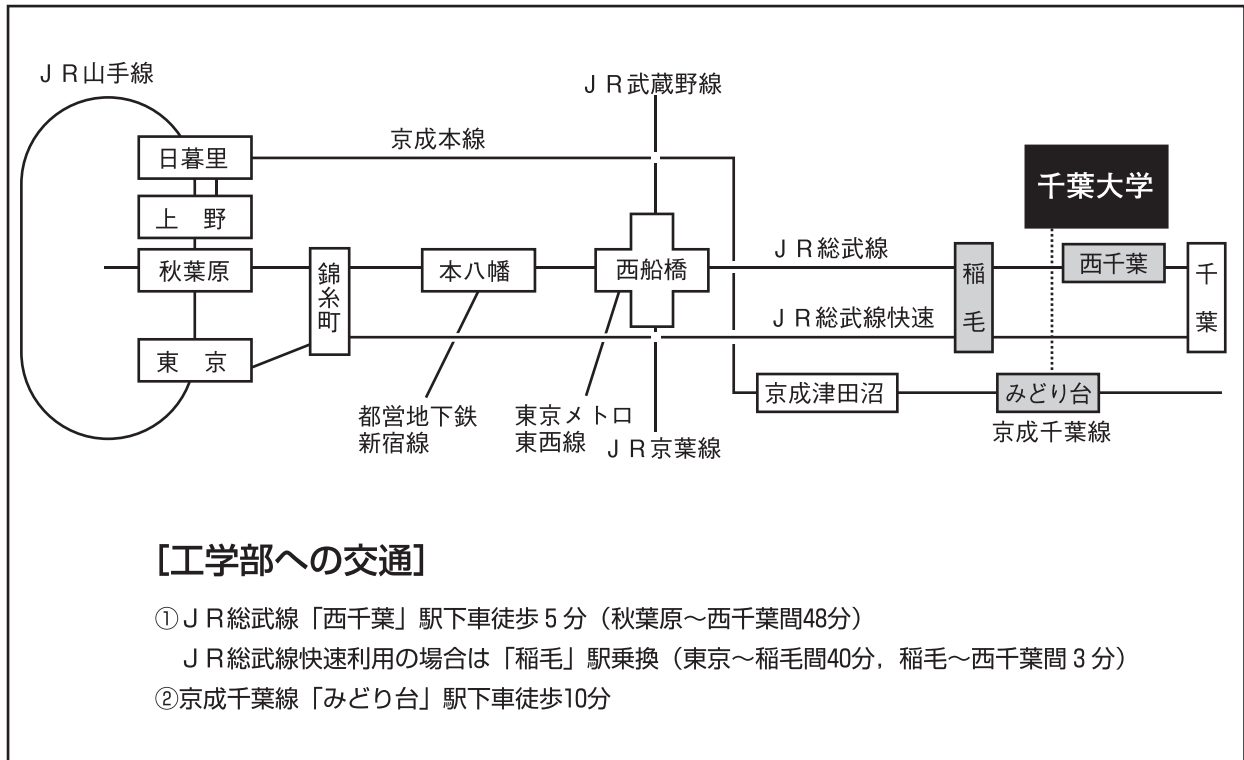 ＪＲ山手線
ＪＲ武蔵野線
京成本線
日暮里
千葉大学
上　野
ＪＲ総武線
秋葉原
錦糸町
本八幡
西船橋
稲毛
西千葉
千葉
ＪＲ総武線快速
東　京
京成津田沼
みどり台
都営地下鉄
新宿線
東京メトロ
東西線
ＪＲ京葉線
京成千葉線
［工学部への交通］
①ＪＲ総武線「西千葉」駅下車徒歩５分（秋葉原～西千葉間48分）
ＪＲ総武線快速利用の場合は「稲毛」駅乗換（東京～稲毛間40分，稲毛～西千葉間３分）
②京成千葉線「みどり台」駅下車徒歩10分